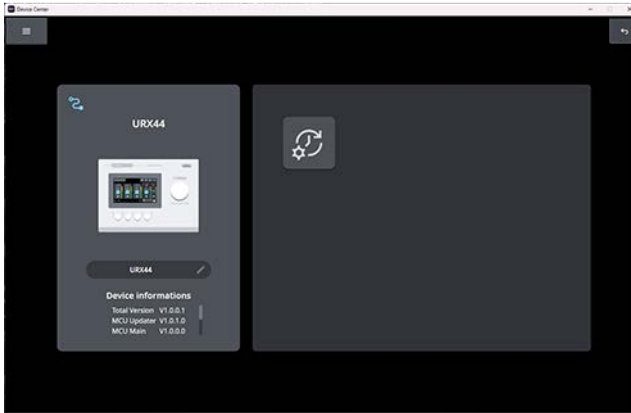 Device Center
URX44
URX44
Device informations
Total Version V1.0.0.1
MCU Updater V1.0.1.0
MCU Main V1.0.0.0